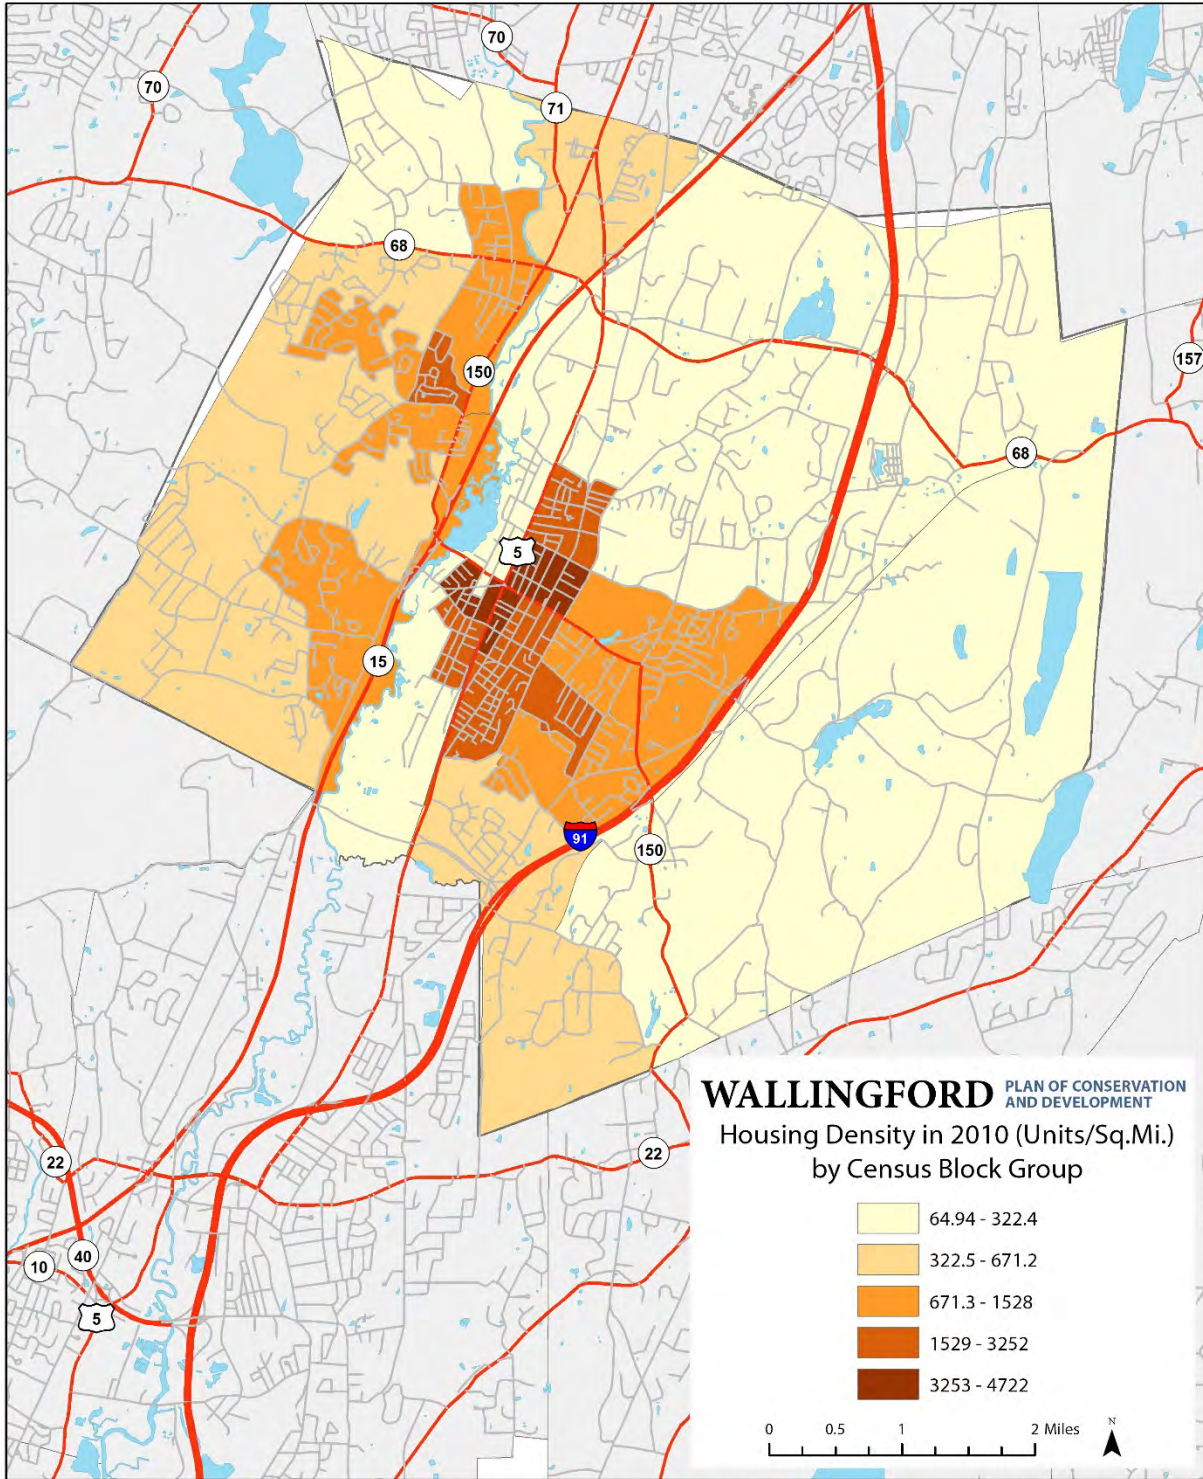 70
70
71
68
150
157
68
5
15
91
150
WALLINGFORD PLAN OF CONSERVATION
AND DEVELOPMENT
Housing Density in 2010 (Units/Sq.Mi.)
by Census Block Group
22
22
64.94 - 322.4
322.5 - 671.2
40
10
671.3 - 1528
5
1529 - 3252
3253 - 4722
0 0.5 1 2 Miles
N